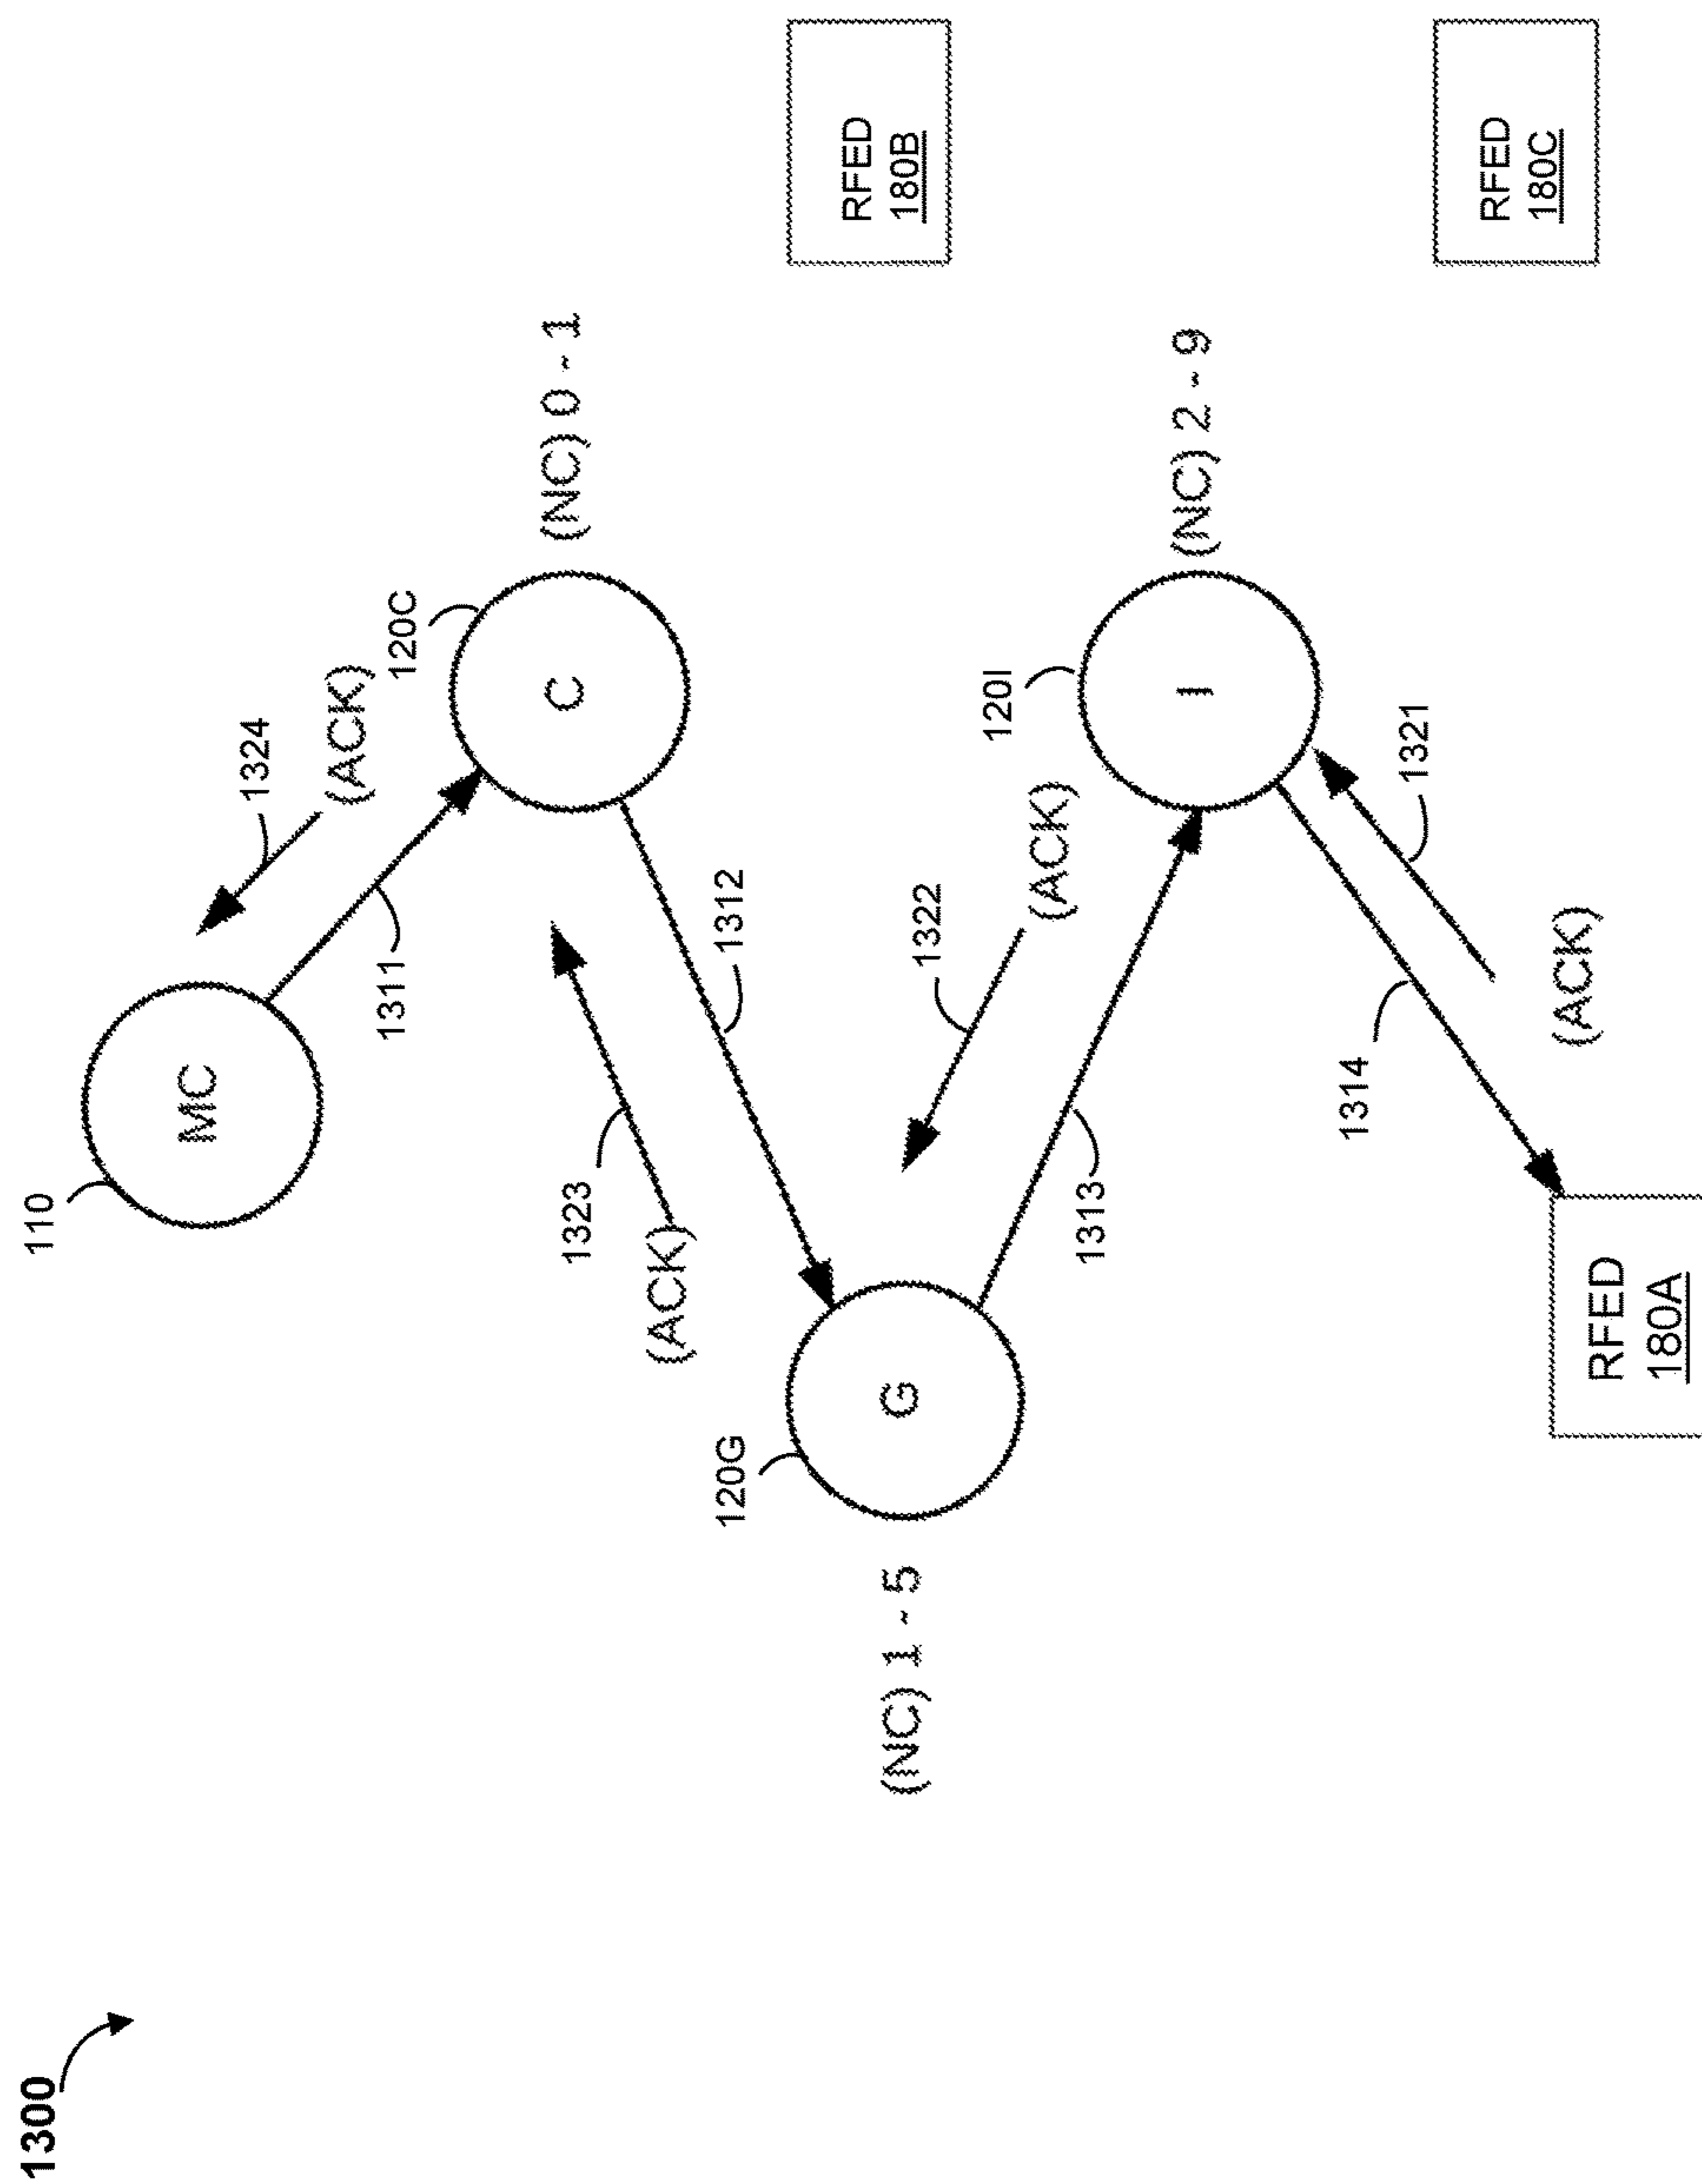 1300
110
MC
1324
(ACK)
1311
120C
C
(NC) 0 - 1
1323
(ACK)
1312
120G
RFED
180B
(NC) 1 - 5
G
1322
120I
(ACK)
1313
I
(NC) 2 - 9
1314
1321
RFED
180C
(ACK)
RFED
180A